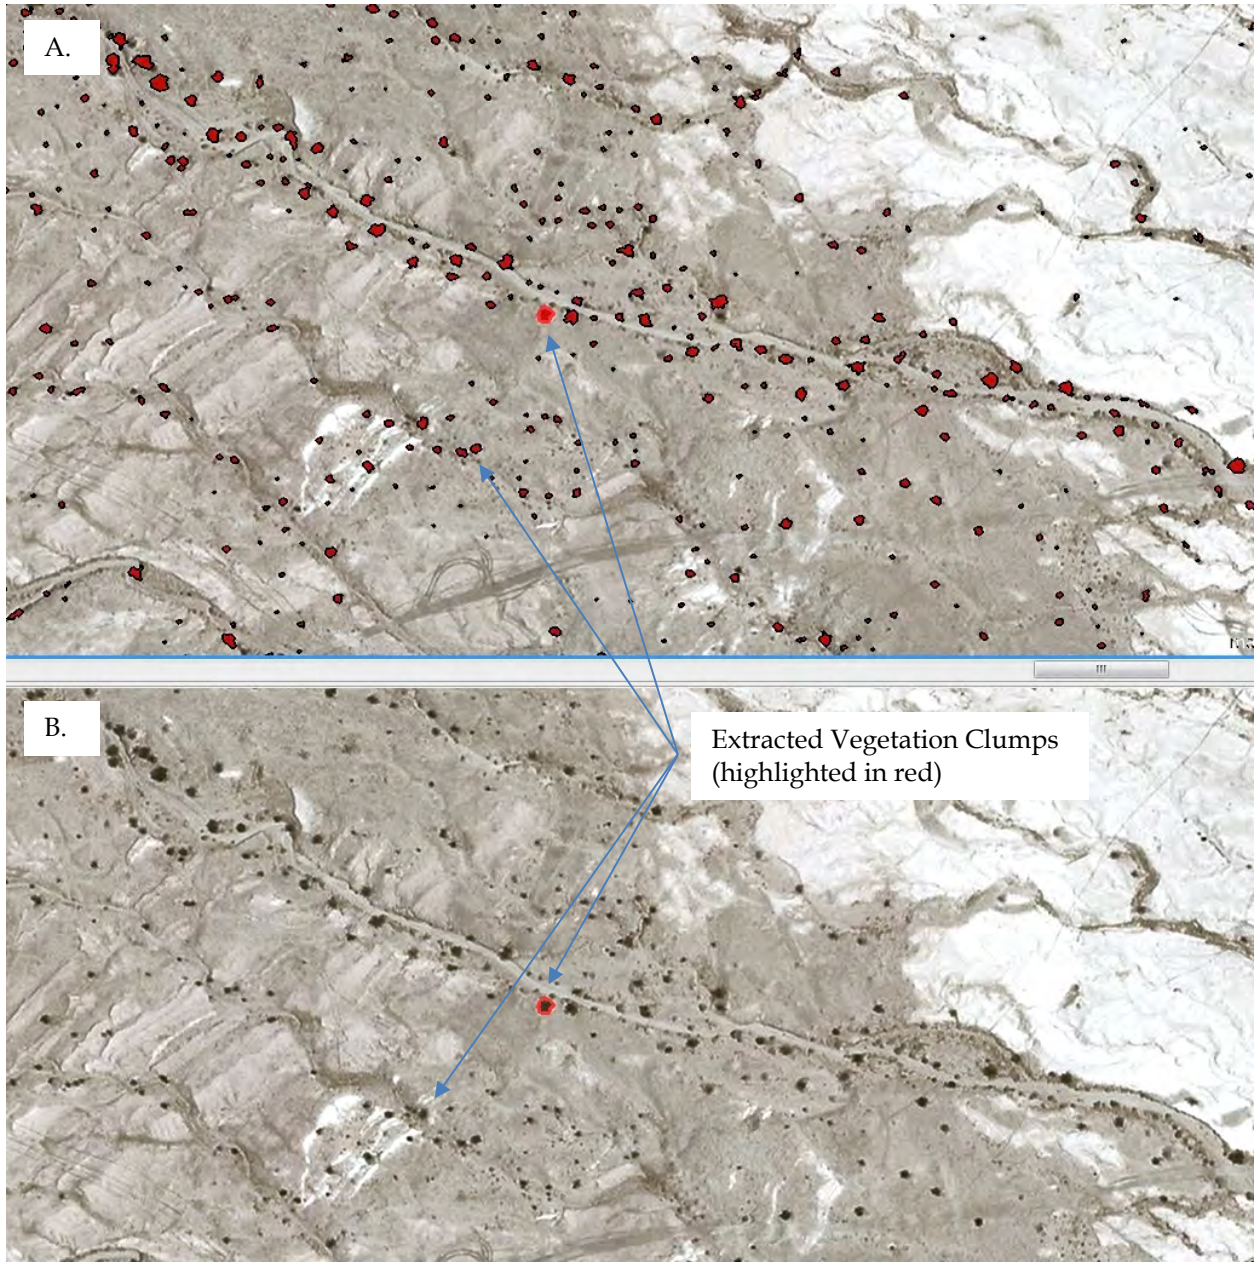 A.
B.
Extracted Vegetation Clumps
(highlighted in red)